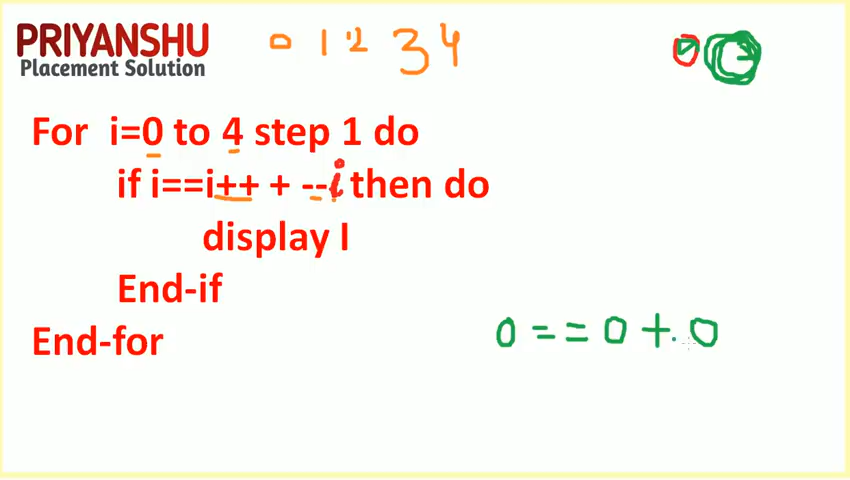 PRIYANSHU
Placement Solution
0 1 2 3 4
0
For i=0 to 4 step 1 do
if i==i++ + --i then do
display I
End-if
End-for
0 == 0 + 0